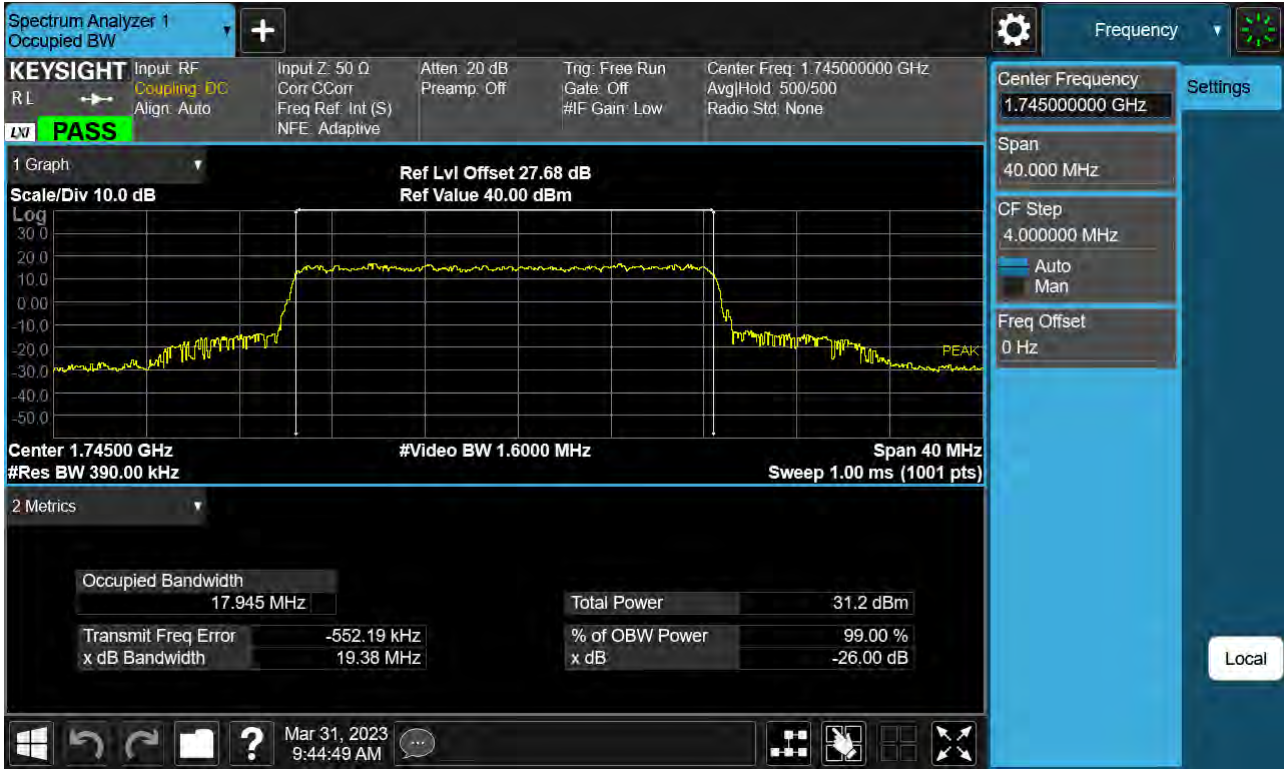 Spectrum Analyzer 1
Occupied BW
Frequency
KEYSIGHT
Input: RF
Coupling: DC
Align: Auto
Input Z: 50 Ω
Corr CCorr
Freq Ref: Int (S)
NFE: Adaptive
Atten: 20 dB
Preamp: Off
Trig: Free Run
Gate: Off
#IF Gain: Low
Center Freq: 1.745000000 GHz
Avg|Hold: 500/500
Radio Std: None
R L
LXI PASS
Center Frequency
1.745000000 GHz
Settings
Span
40.000 MHz
CF Step
4.000000 MHz
Auto
Man
Freq Offset
0 Hz
1 Graph
Ref Lvl Offset 27.68 dB
Scale/Div 10.0 dB
Ref Value 40.00 dBm
Log
30.0
20.0
10.0
0.00
-10.0
-20.0
-30.0
-40.0
-50.0
PEAK
Center 1.74500 GHz
#Video BW 1.6000 MHz
Span 40 MHz
#Res BW 390.00 kHz
Sweep 1.00 ms (1001 pts)
2 Metrics
Occupied Bandwidth
17.945 MHz
Total Power 31.2 dBm
Transmit Freq Error -552.19 kHz
% of OBW Power 99.00 %
x dB Bandwidth 19.38 MHz
x dB -26.00 dB
Local
?
Mar 31, 2023
9:44:49 AM